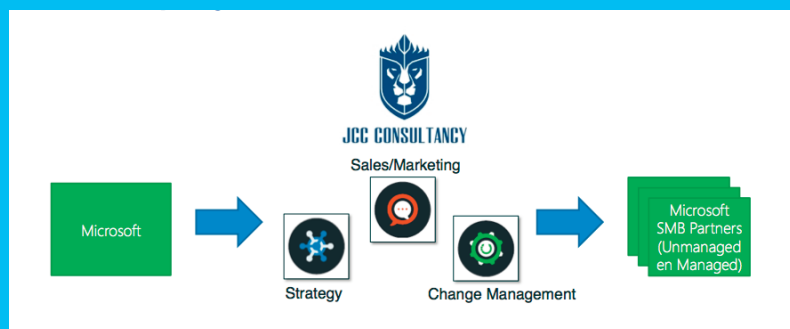 JCC CONSULTANCY
Sales/Marketing
Microsoft
Strategy
Change Management
Microsoft
SMB Partners
(Unmanaged
en Managed)